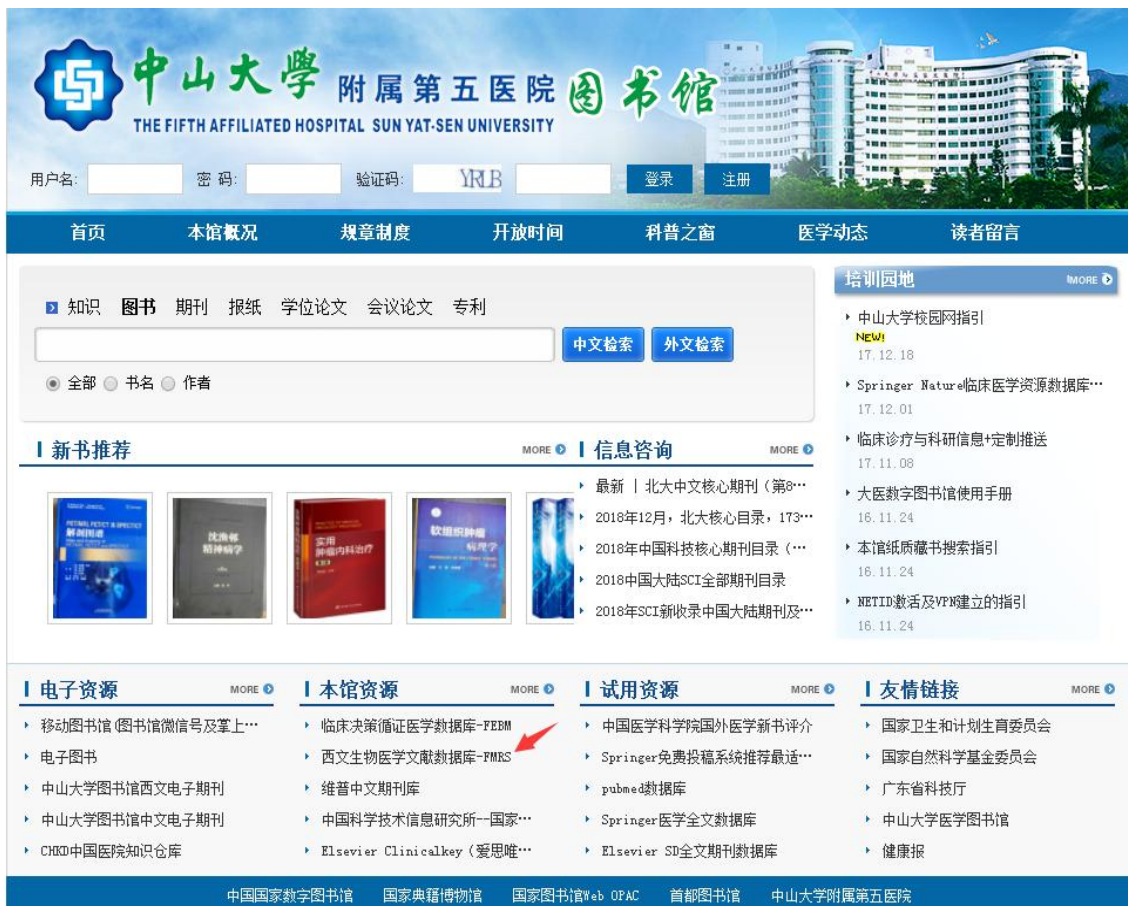 中山大學 附属第五医院 图书馆
THE FIFTH AFFILIATED HOSPITAL SUN YAT-SEN UNIVERSITY
用户名: 密 码: 验证码: YRLB 登录 注册
首页 本馆概况 规章制度 开放时间 科普之窗 医学动态 读者留言
知识 图书 期刊 报纸 学位论文 会议论文 专利
中文检索 外文检索
全部 书名 作者
培训园地 MORE
中山大学校园网指引
NEW!
17.12.18
Springer Nature临床医学资源数据库…
17.12.01
临床诊疗与科研信息+定制推送
17.11.08
大医数字图书馆使用手册
16.11.24
本馆纸质藏书搜索指引
16.11.24
NETID激活及VPN建立的指引
16.11.24
新书推荐 MORE
解剖图谱
沈渔邨
精神病学
实用
肿瘤内科治疗
软组织肿瘤
病理学
信息咨询 MORE
最新 | 北大中文核心期刊（第8…
2018年12月，北大核心目录，173…
2018年中国科技核心期刊目录（…
2018中国大陆SCI全部期刊目录
2018年SCI新收录中国大陆期刊及…
电子资源 MORE
移动图书馆(图书馆微信号及掌上…
电子图书
中山大学图书馆西文电子期刊
中山大学图书馆中文电子期刊
CHKD中国医院知识仓库
本馆资源 MORE
临床决策循证医学数据库-FEBM
西文生物医学文献数据库-FMRS
维普中文期刊库
中国科学技术信息研究所--国家…
Elsevier Clinicalkey（爱思唯…
试用资源 MORE
中国医学科学院国外医学新书评介
Springer免费投稿系统推荐最适…
pubmed数据库
Springer医学全文数据库
Elsevier SD全文期刊数据库
友情链接 MORE
国家卫生和计划生育委员会
国家自然科学基金委员会
广东省科技厅
中山大学医学图书馆
健康报
中国国家数字图书馆 国家典籍博物馆 国家图书馆Web OPAC 首都图书馆 中山大学附属第五医院